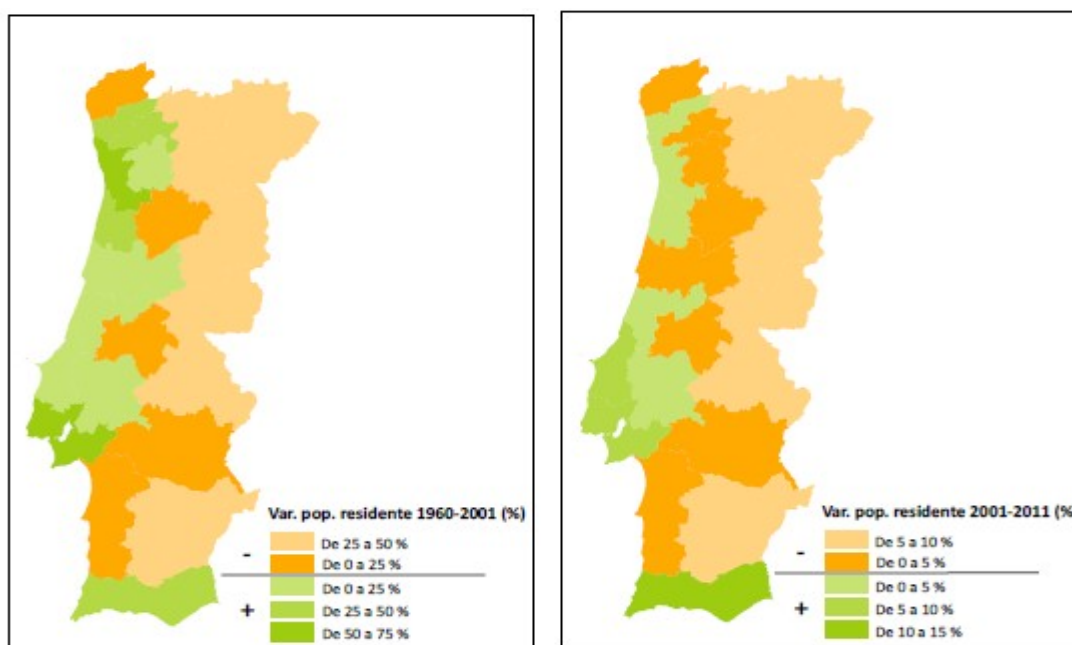 Var. pop. residente 1960-2001 (%)
-
De 25 a 50 %
De 0 a 25 %
+
De 0 a 25 %
De 25 a 50 %
De 50 a 75 %
Var. pop. residente 2001-2011 (%
-
De 5 a 10 %
De 0 a 5 %
+
De 0 a 5 %
De 5 a 10 %
De 10 a 15 %